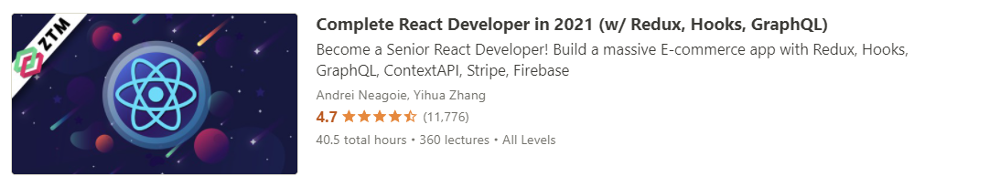 ZTM
Complete React Developer in 2021 (w/ Redux, Hooks, GraphQL)
Become a Senior React Developer! Build a massive E-commerce app with Redux, Hooks,
GraphQL, ContextAPI, Stripe, Firebase
Andrei Neagoie, Yihua Zhang
4.7 (11,776)
40.5 total hours • 360 lectures • All Levels